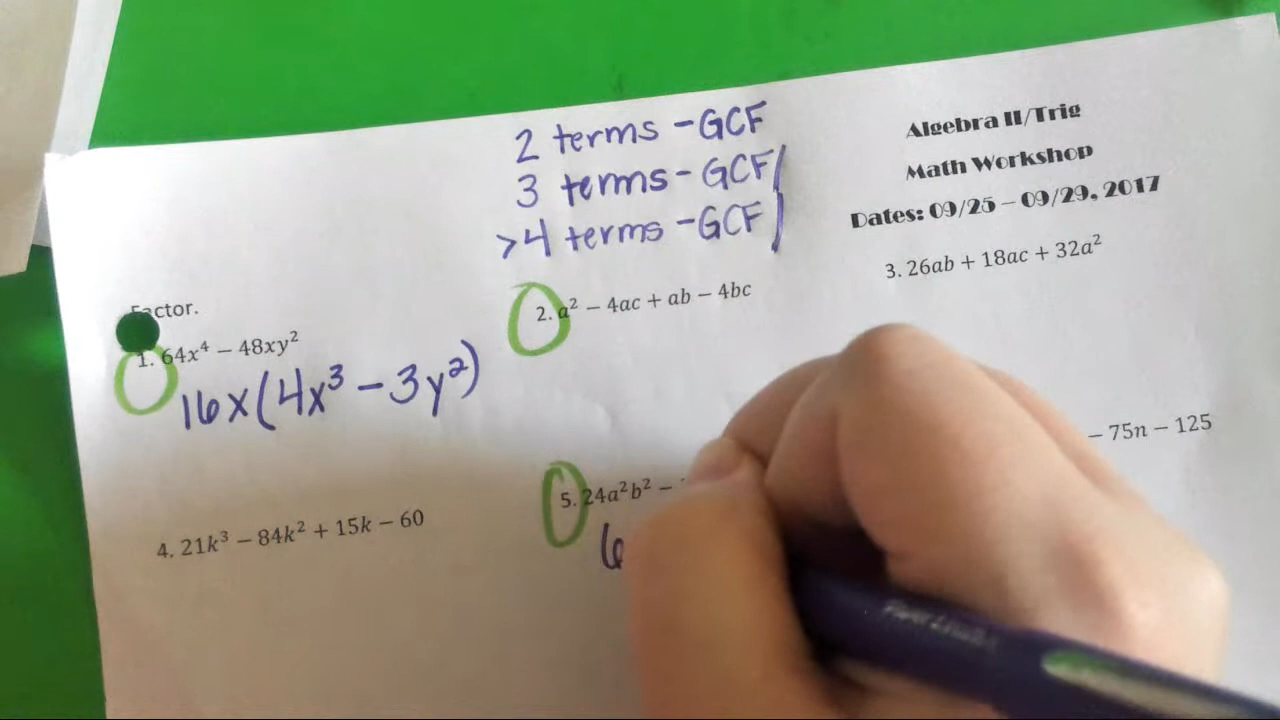 2 terms - GCF
3 terms - GCF/
>4 terms - GCF/
Algebra II/Trig
Math Workshop
Dates: 09/25 – 09/29, 2017
Factor.
1. 64x⁴ − 48xy²
16x(4x³ − 3y²)
2. a² − 4ac + ab − 4bc
3. 26ab + 18ac + 32a²
4. 21k³ − 84k² + 15k − 60
5. 24a²b² −
6
− 75n − 125